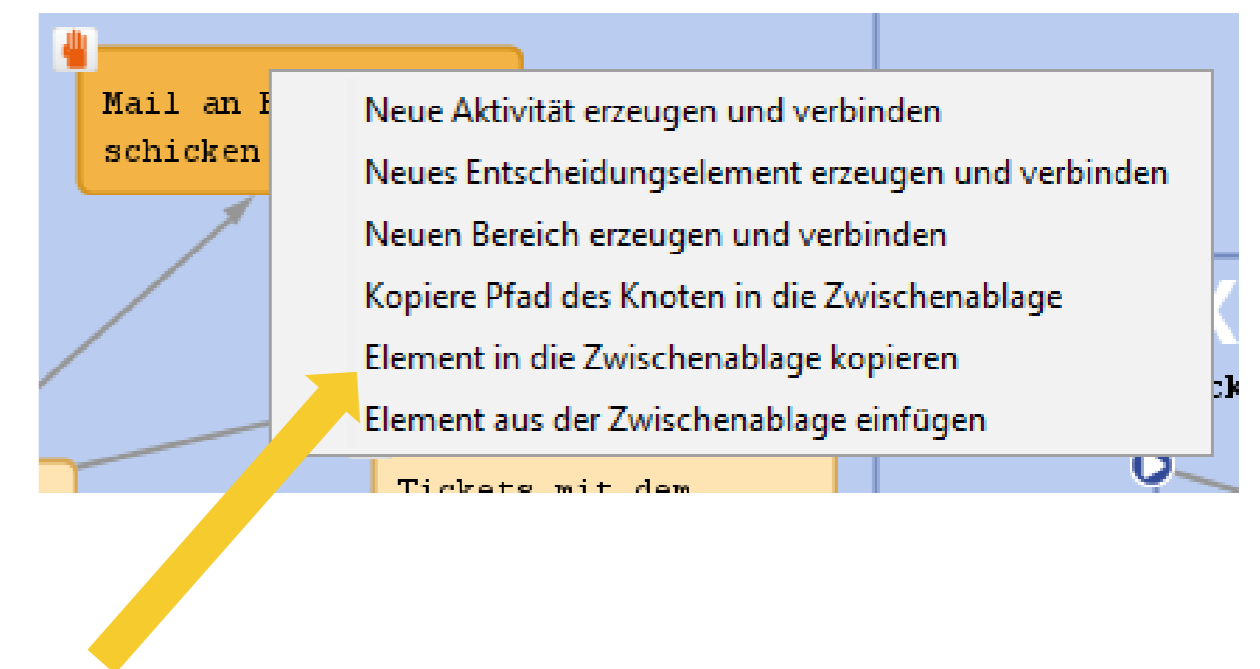 Mail an
schicken
Neue Aktivität erzeugen und verbinden
Neues Entscheidungselement erzeugen und verbinden
Neuen Bereich erzeugen und verbinden
Kopiere Pfad des Knoten in die Zwischenablage
Element in die Zwischenablage kopieren
Element aus der Zwischenablage einfügen
Tickets mit dem